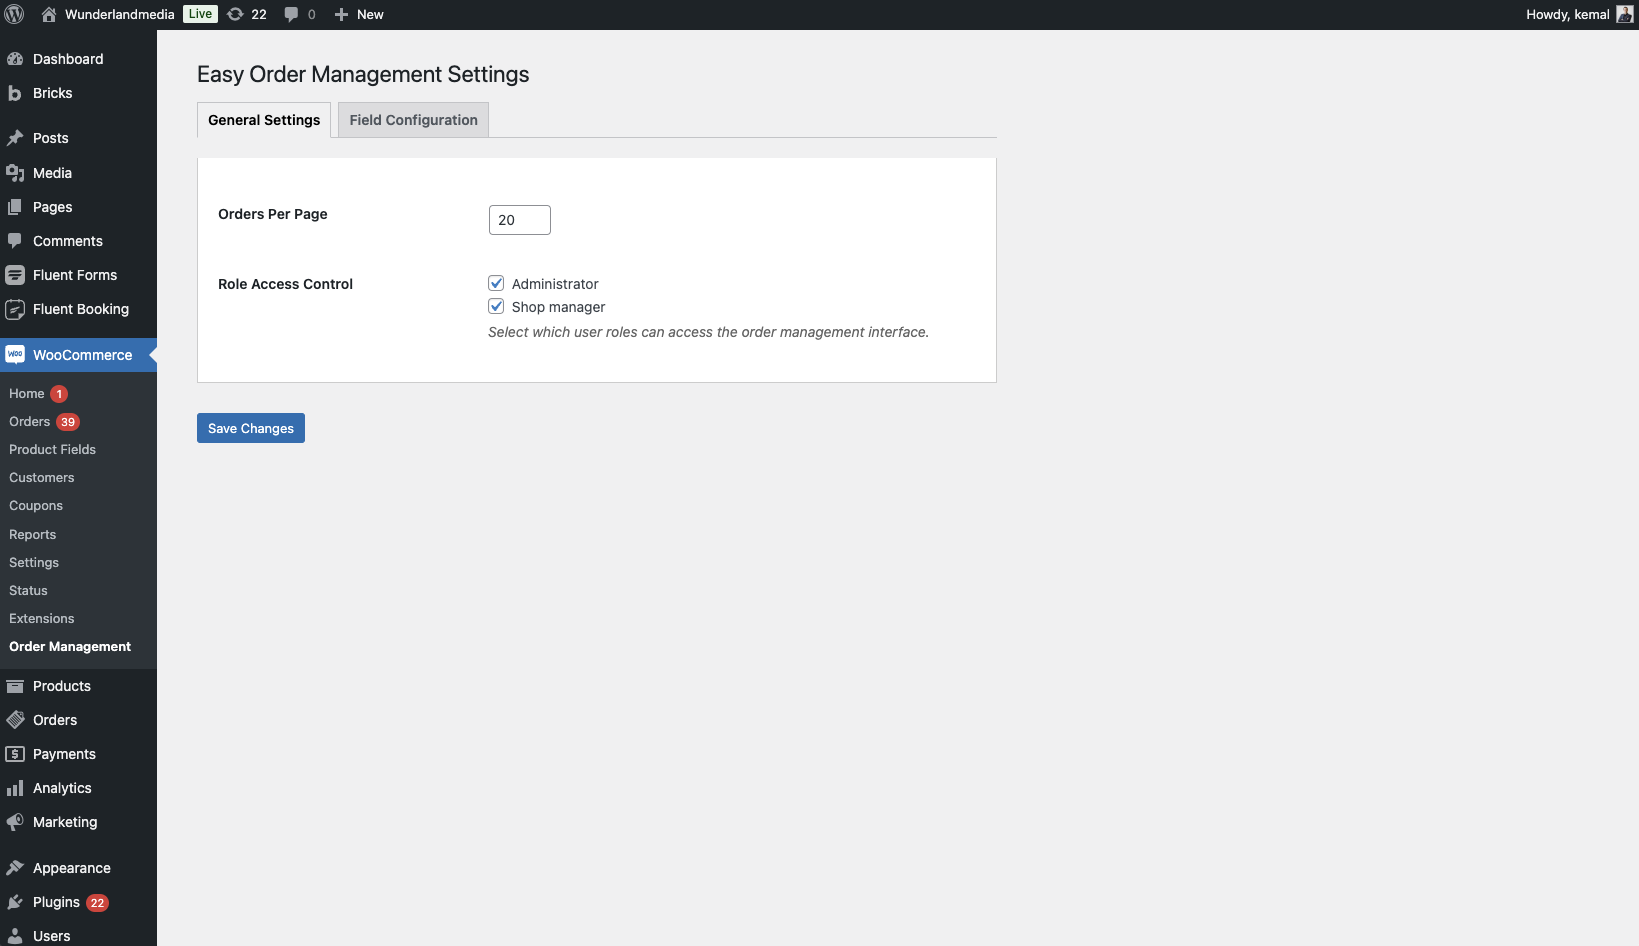 Wunderlandmedia Live 22 0 New
Howdy, kemal
Dashboard
Bricks
Posts
Media
Pages
Comments
Fluent Forms
Fluent Booking
Woo WooCommerce
Home 1
Orders 39
Product Fields
Customers
Coupons
Reports
Settings
Status
Extensions
Order Management
Products
Orders
Payments
Analytics
Marketing
Appearance
Plugins 22
Users
Easy Order Management Settings
General Settings Field Configuration
Orders Per Page 20
Role Access Control Administrator
Shop manager
Select which user roles can access the order management interface.
Save Changes